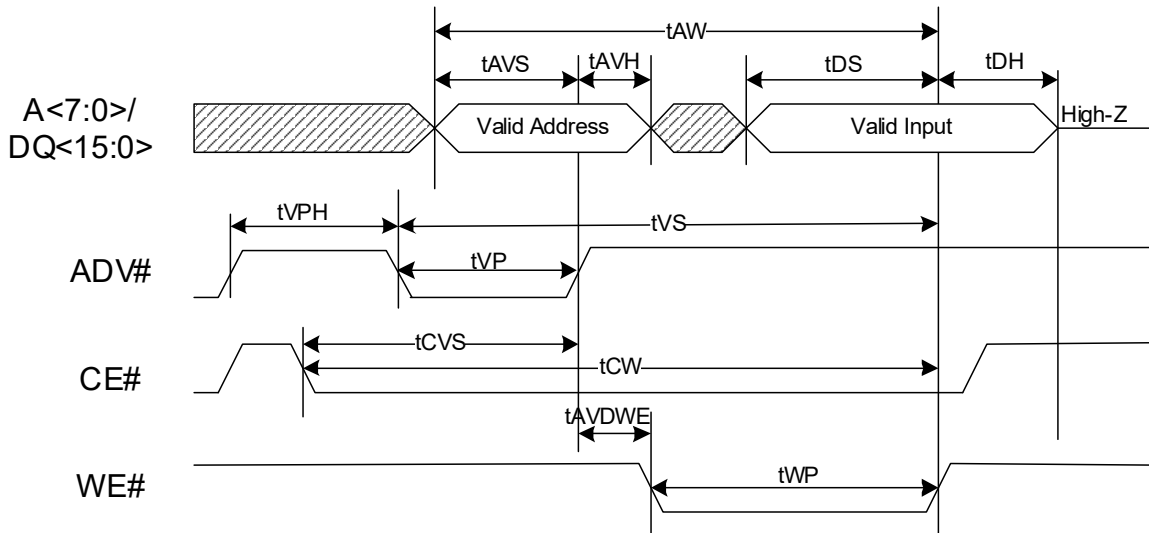 tAW
tAVS
tAVH
tDS
tDH
A<7:0>/
DQ<15:0>
Valid Address
Valid Input
High-Z
tVPH
tVS
ADV#
tVP
tCVS
CE#
tCW
tAVDWE
WE#
tWP